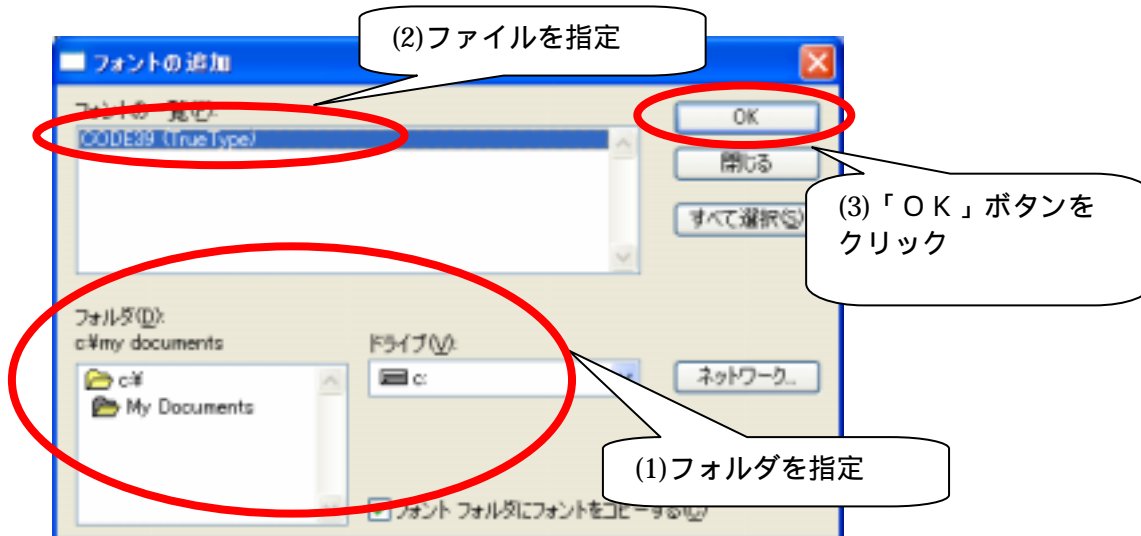 (2)ファイルを指定
フォントの追加
フォントの一覧(F):
CODE39 (TrueType)
OK
閉じる
すべて選択(S)
(3)「ＯＫ」ボタンを
クリック
フォルダ(D):
c:¥my documents
ドライブ(V):
c:¥
My Documents
c:
ネットワーク...
(1)フォルダを指定
フォント フォルダにフォントをコピーする(C)